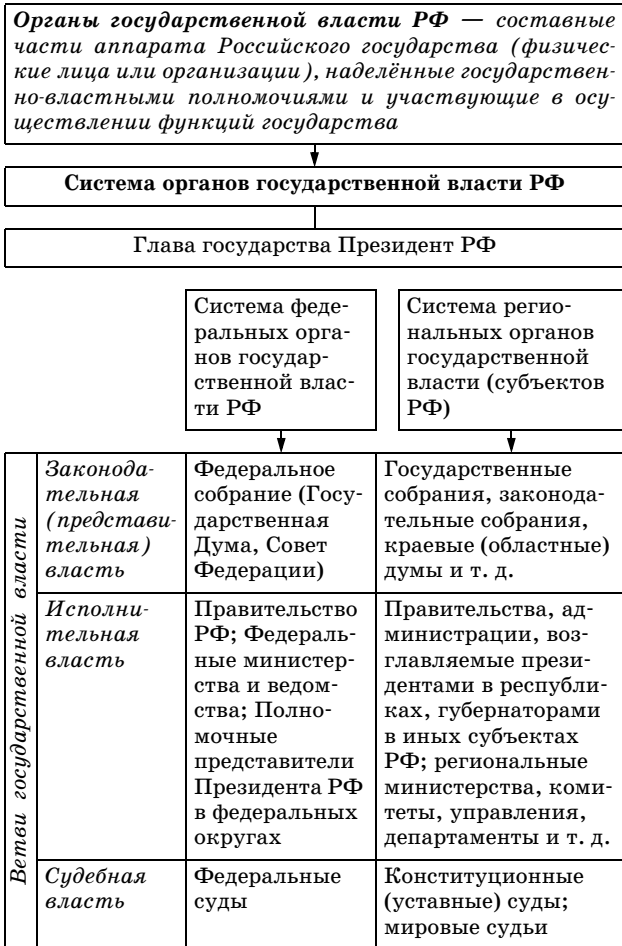 Органы государственной власти РФ — составные
части аппарата Российского государства (физичес-
кие лица или организации), наделённые государствен-
но-властными полномочиями и участвующие в осу-
ществлении функций государства
Система органов государственной власти РФ
Глава государства Президент РФ
Система феде-
ральных орга-
нов государ-
ственной влас-
ти РФ
Система регио-
нальных органов
государственной
власти (субъектов
РФ)
Ветви государственной власти
Законода-
тельная
(представи-
тельная)
власть
Федеральное
собрание (Госу-
дарственная
Дума, Совет
Федерации)
Государственные
собрания, законода-
тельные собрания,
краевые (областные)
думы и т. д.
Исполни-
тельная
власть
Правительство
РФ; Федераль-
ные министер-
ства и ведом-
ства; Полно-
мочные
представители
Президента РФ
в федеральных
округах
Правительства, ад-
министрации, воз-
главляемые прези-
дентами в республи-
ках, губернаторами
в иных субъектах
РФ; региональные
министерства, коми-
теты, управления,
департаменты и т. д.
Судебная
власть
Федеральные
суды
Конституционные
(уставные) суды;
мировые судьи